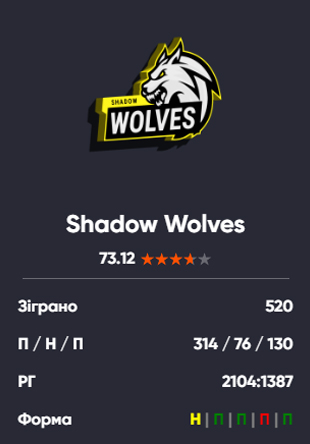 SHADOW
WOLVES
Shadow Wolves
73.12
Зіграно 520
П / Н / П 314 / 76 / 130
РГ 2104:1387
Форма Н | П | П | П | П